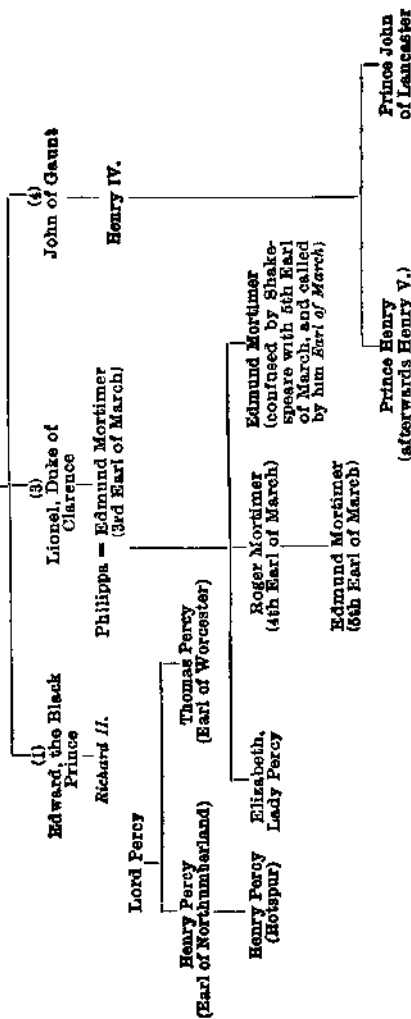 (1)
Edward, the Black
Prince
(3)
Lionel, Duke of
Clarence
(4)
John of Gaunt
Richard II.
Philippa = Edmund Mortimer
(3rd Earl of March)
Henry IV.
Lord Percy
Henry Percy
(Earl of Northumberland)
Thomas Percy
(Earl of Worcester)
Henry Percy
(Hotspur)
Elizabeth,
Lady Percy
Roger Mortimer
(4th Earl of March)
Edmund Mortimer
(confused by Shake-
speare with 5th Earl
of March, and called
by him Earl of March)
Edmund Mortimer
(5th Earl of March)
Prince Henry
(afterwards Henry V.)
Prince John
of Lancaster